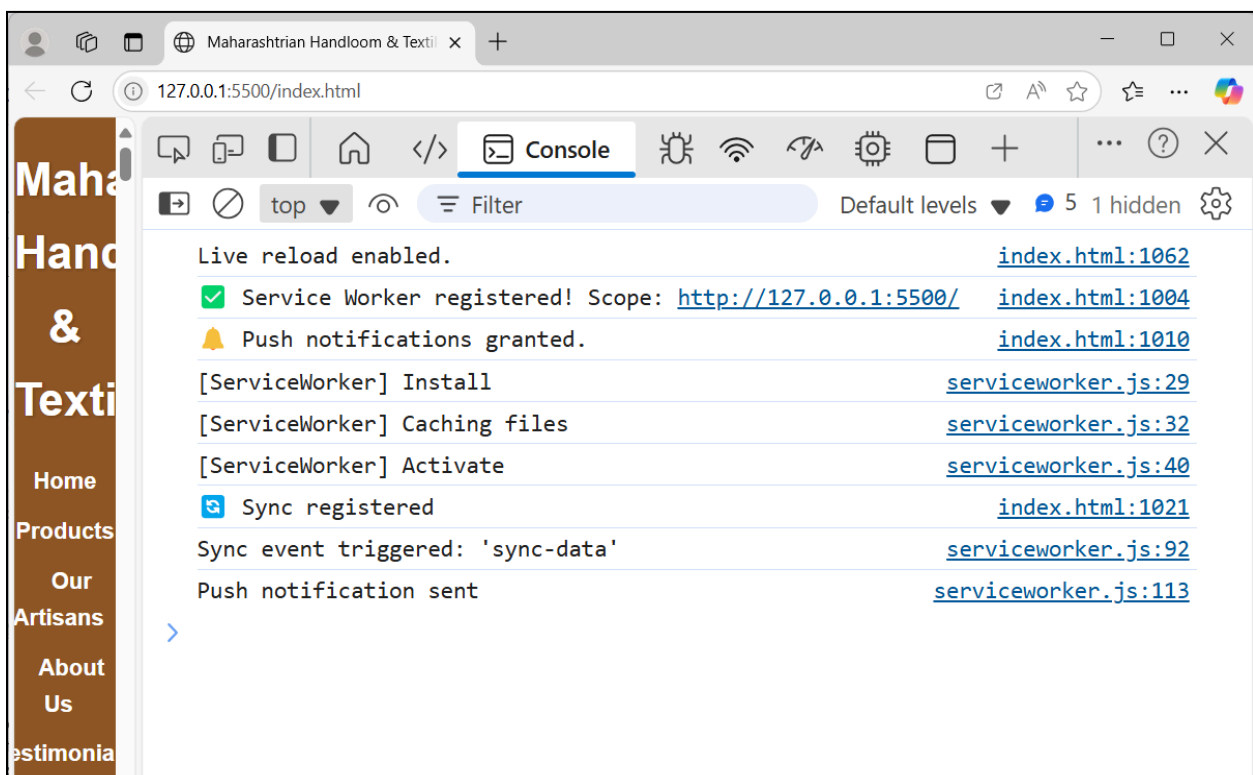 Maharashtrian Handloom & Textil
127.0.0.1:5500/index.html
Console
top
Filter
Default levels
5
1 hidden
Live reload enabled. index.html:1062
✅ Service Worker registered! Scope: http://127.0.0.1:5500/ index.html:1004
🔔 Push notifications granted. index.html:1010
[ServiceWorker] Install serviceworker.js:29
[ServiceWorker] Caching files serviceworker.js:32
[ServiceWorker] Activate serviceworker.js:40
🔄 Sync registered index.html:1021
Sync event triggered: 'sync-data' serviceworker.js:92
Push notification sent serviceworker.js:113
Maha
Hand
&
Texti
Home
Products
Our
Artisans
About
Us
estimonia